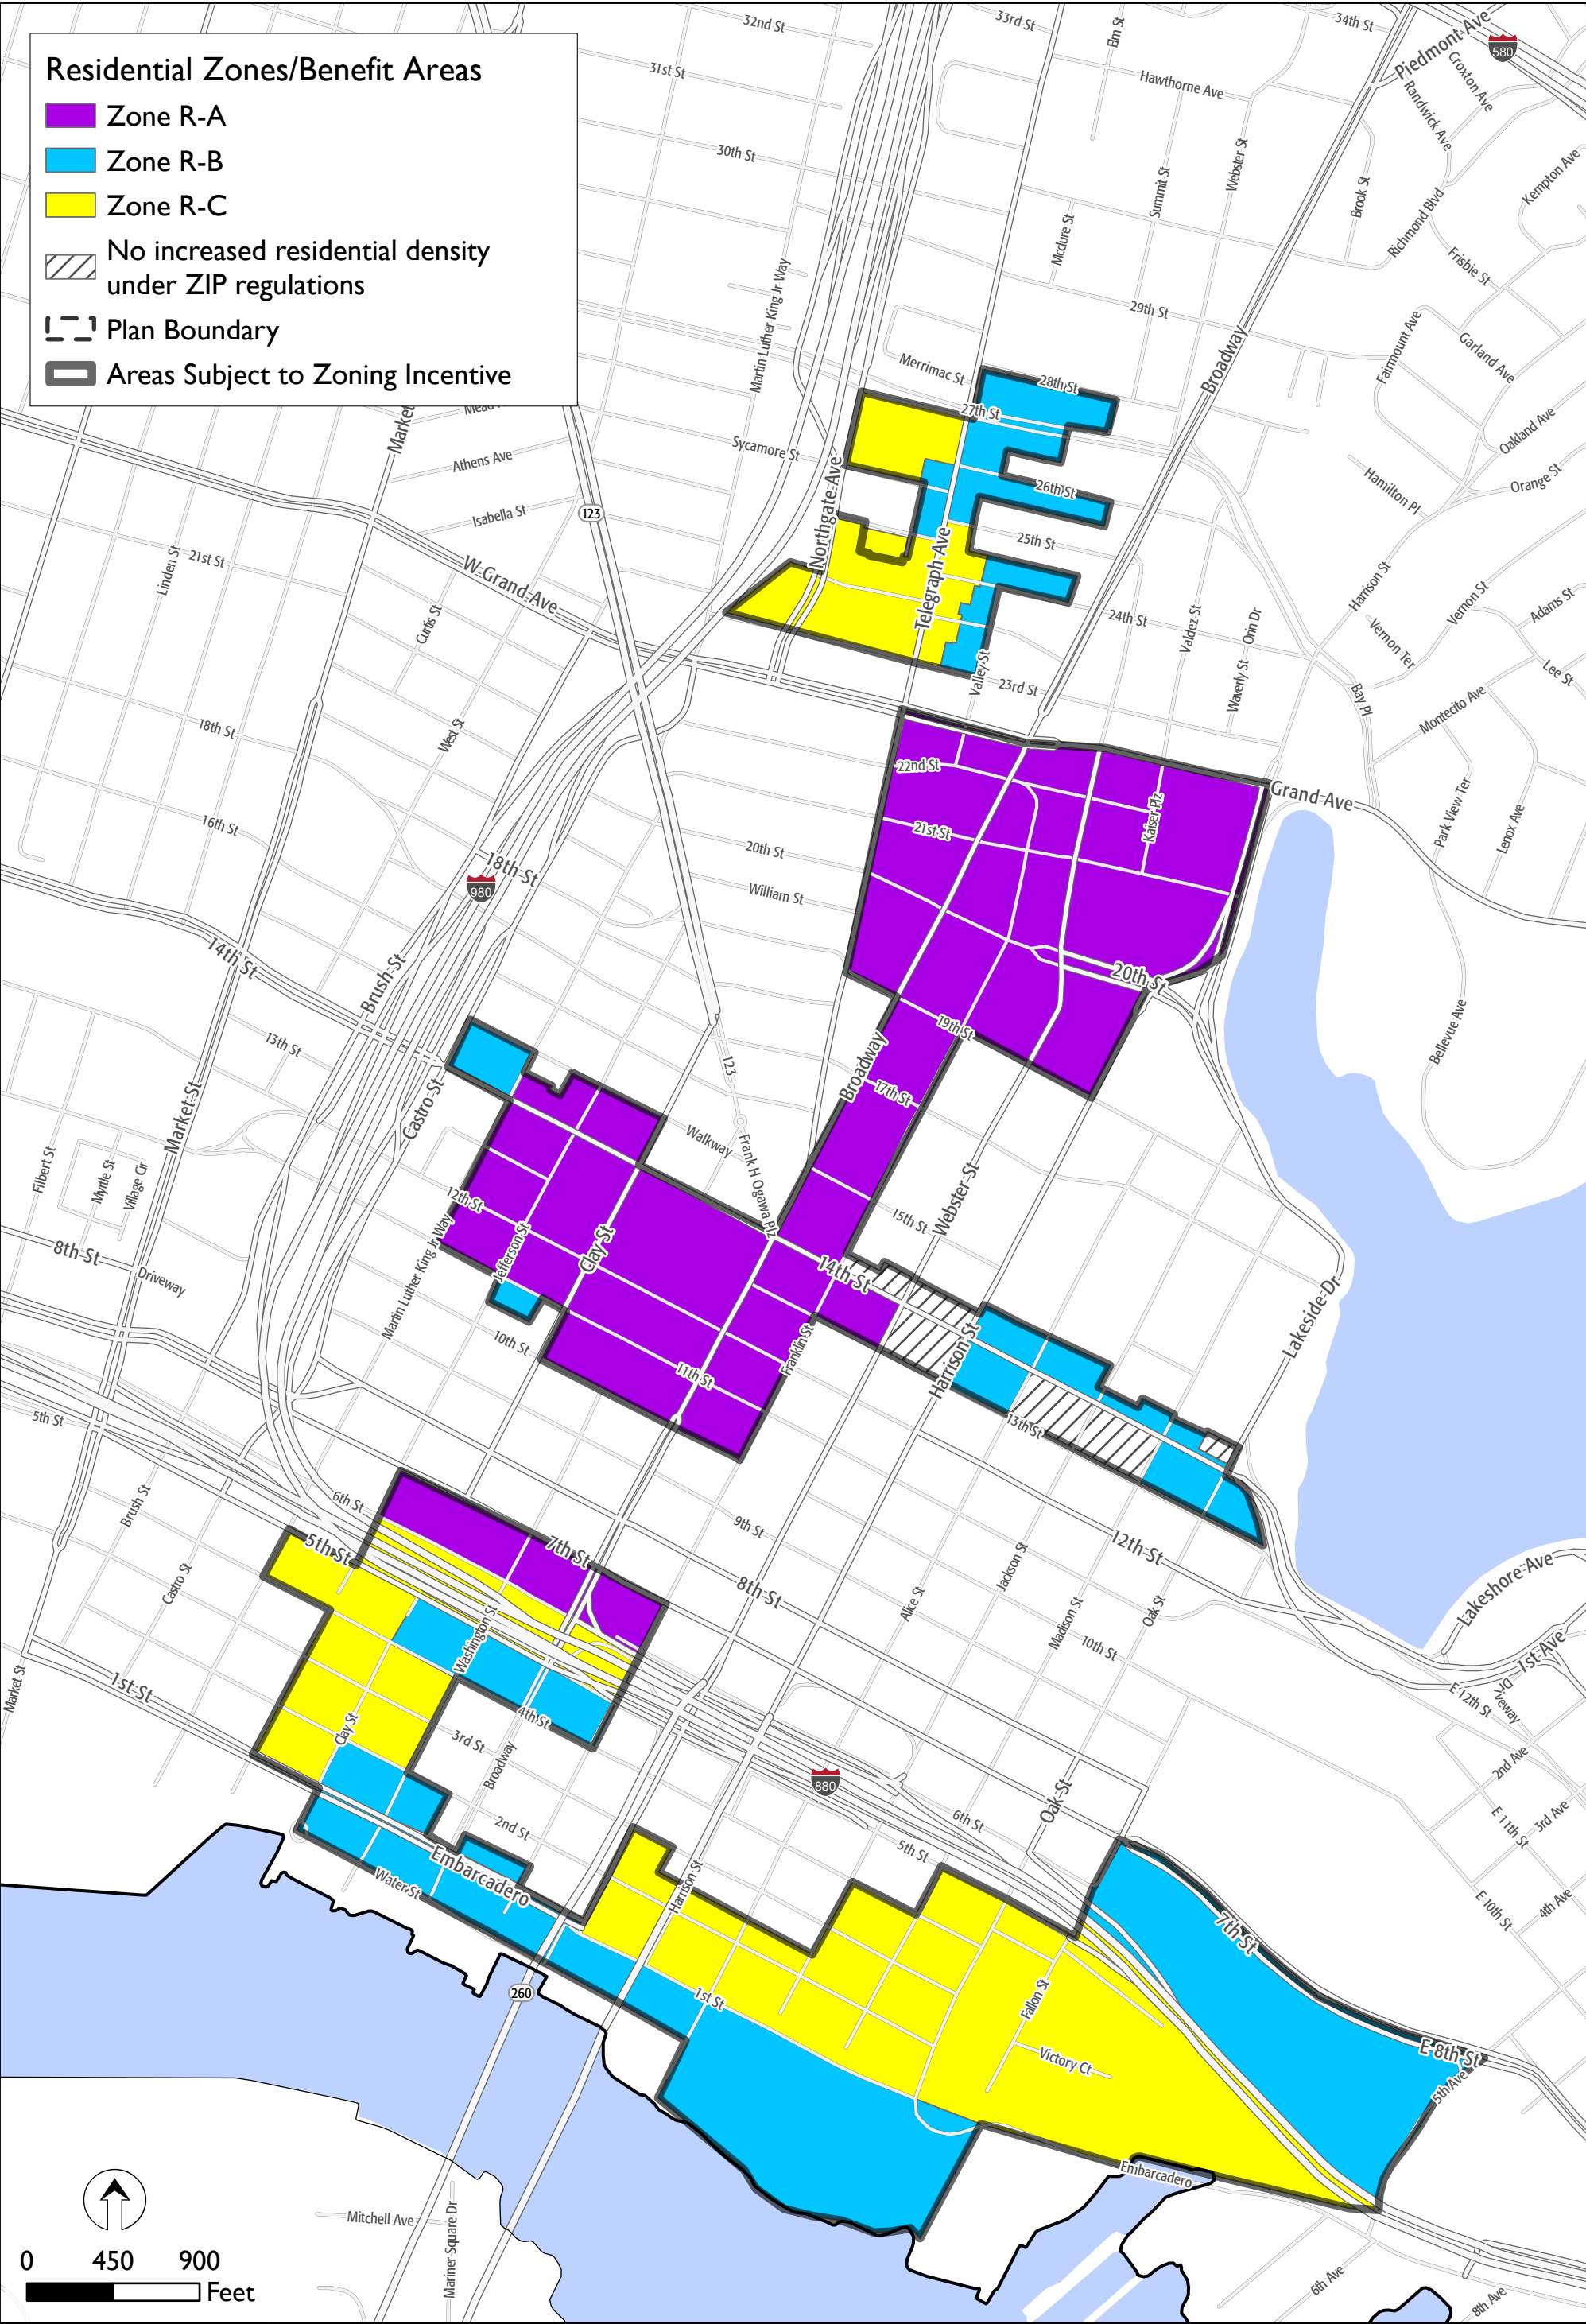 Residential Zones/Benefit Areas
Zone R-A
Zone R-B
Zone R-C
No increased residential density
under ZIP regulations
Plan Boundary
Areas Subject to Zoning Incentive
32nd St
33rd St
Elm St
34th St
Piedmont Ave
580
31st St
Hawthorne Ave
Croxton Ave
Randwick Ave
30th St
Webster St
Summit St
Brook St
Kempton Ave
Richmond Blvd
Mcclure St
Frisbie St
Martin Luther King Jr Way
29th St
Broadway
Fairmount Ave
Garland Ave
Merrimac St
28th St
27th St
Market
Oakland Ave
Sycamore St
Athens Ave
Hamilton Pl
26th St
Orange St
Northgate Ave
Isabella St
123
25th St
Telegraph Ave
21st St
Linden St
W Grand Ave
Harrison St
Vernon St
Adams St
Curtis St
24th St
Valdez St
Orin Dr
Vernon Ter
Valley St
23rd St
Waverly St
Lee St
Bay Pl
Montecito Ave
18th St
West St
22nd St
Grand Ave
Kaiser Plz
Park View Ter
Lenox Ave
16th St
21st St
20th St
18th St
980
William St
14th St
Brush St
20th St
19th St
Bellevue Ave
13th St
Broadway
123
17th St
Castro St
Market St
Walkway
Frank H Ogawa Plz
Filbert St
Myrtle St
Village Cir
12th St
Webster St
15th St
8th St
Driveway
Martin Luther King Jr Way
Jefferson St
Clay St
14th St
Lakeside Dr
10th St
Franklin St
Harrison St
11th St
5th St
13th St
6th St
Brush St
9th St
12th St
5th St
7th St
8th St
Castro St
Alice St
Jackson St
Madison St
Oak St
Lakeshore Ave
Washington St
10th St
1st Ave
Market St
1st St
E 12th St
4th St
Clay St
3rd St
Broadway
2nd Ave
880
Oak St
2nd St
6th St
5th St
E 11th St
3rd Ave
Embarcadero
Water St
Harrison St
E 10th St
4th Ave
7th St
260
1st St
Fallon St
Victory Ct
E 8th St
5th Ave
Embarcadero
Mitchell Ave
Mariner Square Dr
0 450 900
Feet
6th Ave
8th Ave